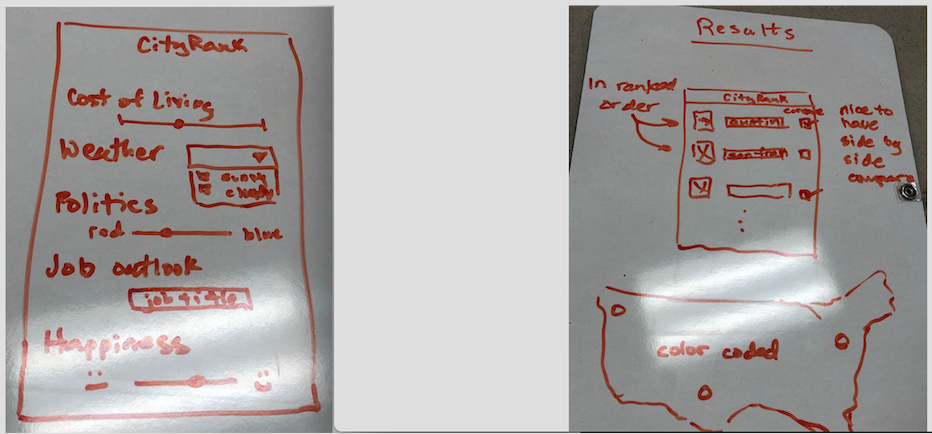 CityRank
Cost of Living
Weather
sunny
cloudy
Politics
red
blue
Job outlook
job title
Happiness
Results
In ranked
order
CityRank
compare
austin
san fran
nice to
have
side by
side
compare
color coded